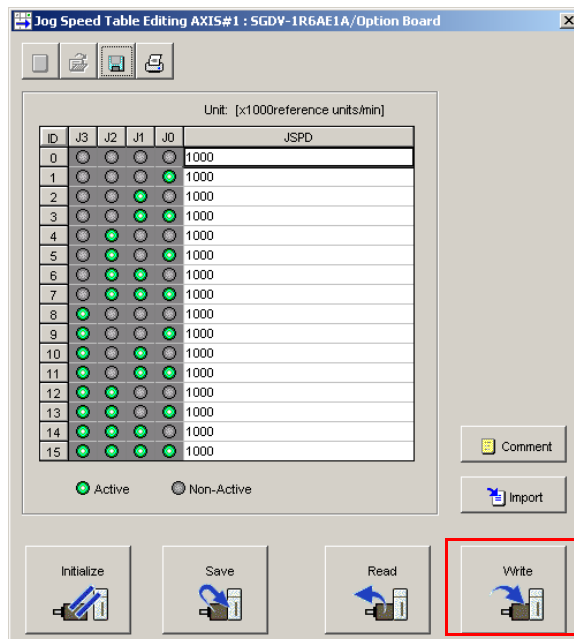 Jog Speed Table Editing AXIS#1 : SGDV-1R6AE1A/Option Board
Unit: [x1000reference units/min]
ID J3 J2 J1 J0 JSPD
0 1000
1 1000
2 1000
3 1000
4 1000
5 1000
6 1000
7 1000
8 1000
9 1000
10 1000
11 1000
12 1000
13 1000
14 1000
15 1000
Active Non-Active
Comment
Import
Initialize Save Read Write